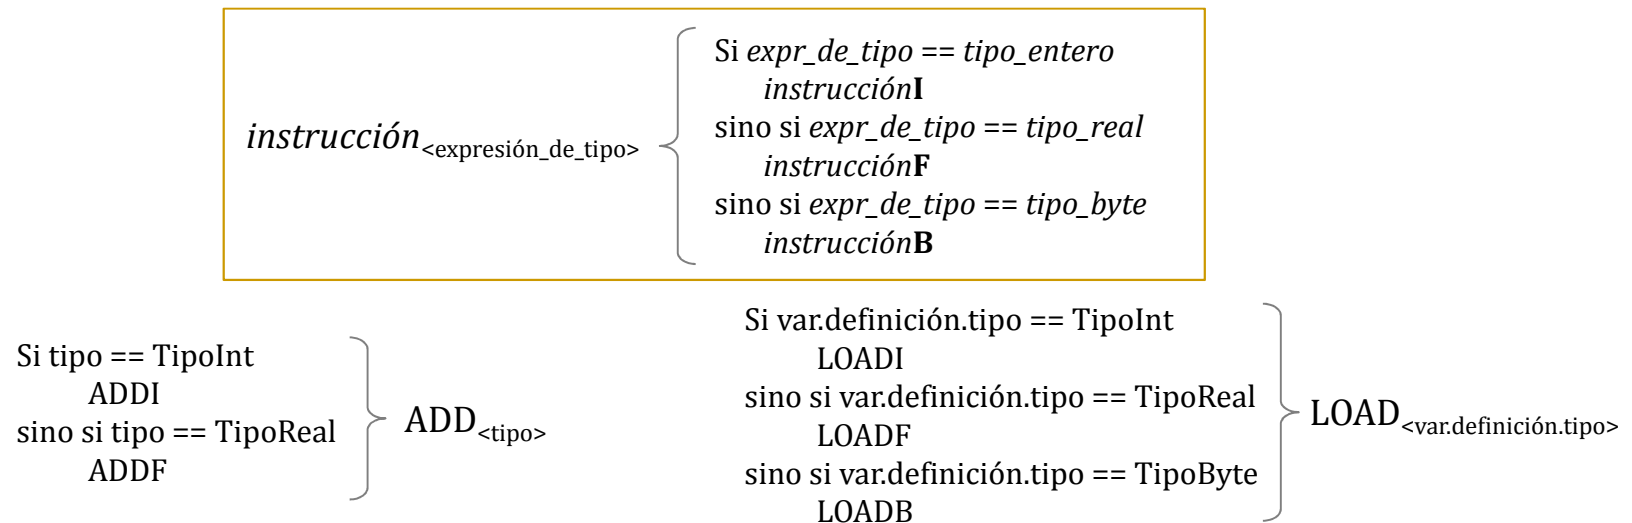 instrucción<expresión_de_tipo>
Si expr_de_tipo == tipo_entero
instrucciónI
sino si expr_de_tipo == tipo_real
instrucciónF
sino si expr_de_tipo == tipo_byte
instrucciónB
Si tipo == TipoInt
ADDI
sino si tipo == TipoReal
ADDF
ADD<tipo>
Si var.definición.tipo == TipoInt
LOADI
sino si var.definición.tipo == TipoReal
LOADF
sino si var.definición.tipo == TipoByte
LOADB
LOAD<var.definición.tipo>